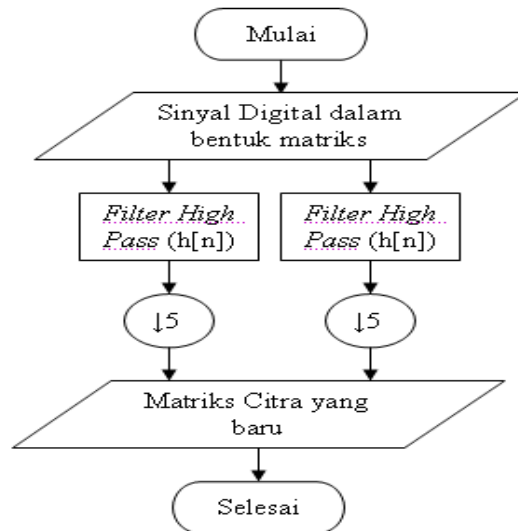 Mulai
Sinyal Digital dalam
bentuk matriks
Filter High
Pass (h[n])
Filter High
Pass (h[n])
↓5
↓5
Matriks Citra yang
baru
Selesai